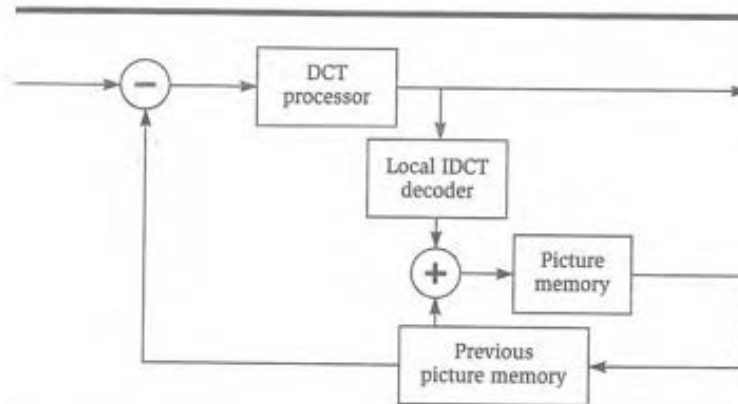 DCT
processor
−
Local IDCT
decoder
+
Picture
memory
Previous
picture memory